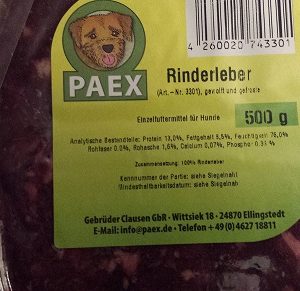 4 260020 743301
PAEX
Rinderleber
(Art.-Nr. 3301), gewolft und gefroste
Einzelfuttermittel für Hunde
500 g
Analytische Bestandteile: Protein 13,0%, Fettgehalt 5,5%, Feuchtigkeit 76,0%
Rohfaser 0,0%, Rohasche 1,6%, Calcium 0,07%, Phosphor 0,3
Zusammensetzung: 100% Rinderleber
Kennnummer der Partie: siehe Siegelnaht
Mindesthaltbarkeitsdatum: siehe Siegelnah
Gebrüder Clausen GbR • Wittsiek 18 • 24870 Ellingstedt
E-Mail: info@paex.de • Telefon +49 (0) 4627 18811